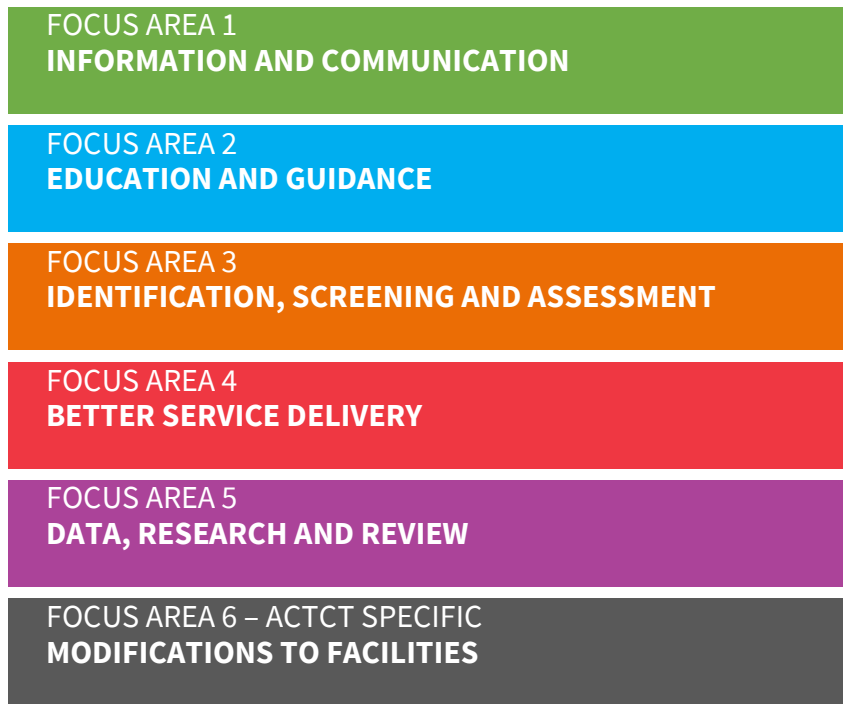 FOCUS AREA 1
INFORMATION AND COMMUNICATION
FOCUS AREA 2
EDUCATION AND GUIDANCE
FOCUS AREA 3
IDENTIFICATION, SCREENING AND ASSESSMENT
FOCUS AREA 4
BETTER SERVICE DELIVERY
FOCUS AREA 5
DATA, RESEARCH AND REVIEW
FOCUS AREA 6 – ACTCT SPECIFIC
MODIFICATIONS TO FACILITIES